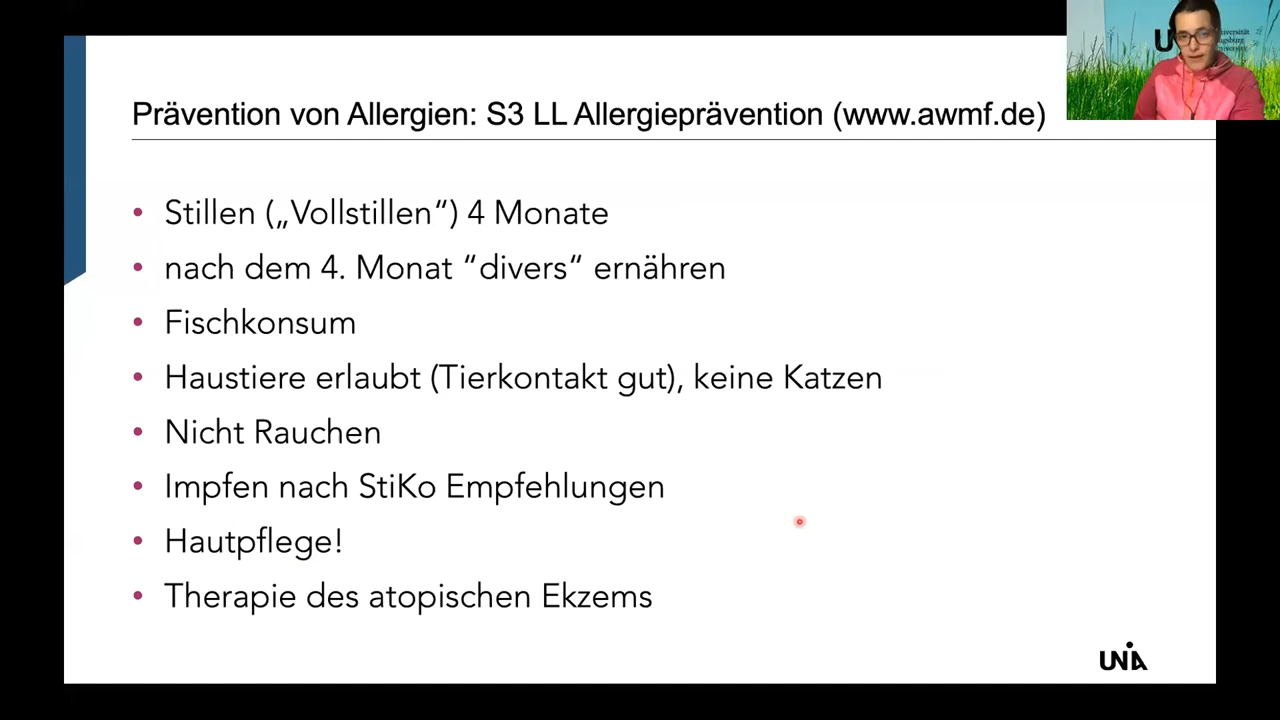 Prävention von Allergien: S3 LL Allergieprävention (www.awmf.de)
• Stillen („Vollstillen“) 4 Monate
• nach dem 4. Monat “divers“ ernähren
• Fischkonsum
• Haustiere erlaubt (Tierkontakt gut), keine Katzen
• Nicht Rauchen
• Impfen nach StiKo Empfehlungen
• Hautpflege!
• Therapie des atopischen Ekzems
UNIA